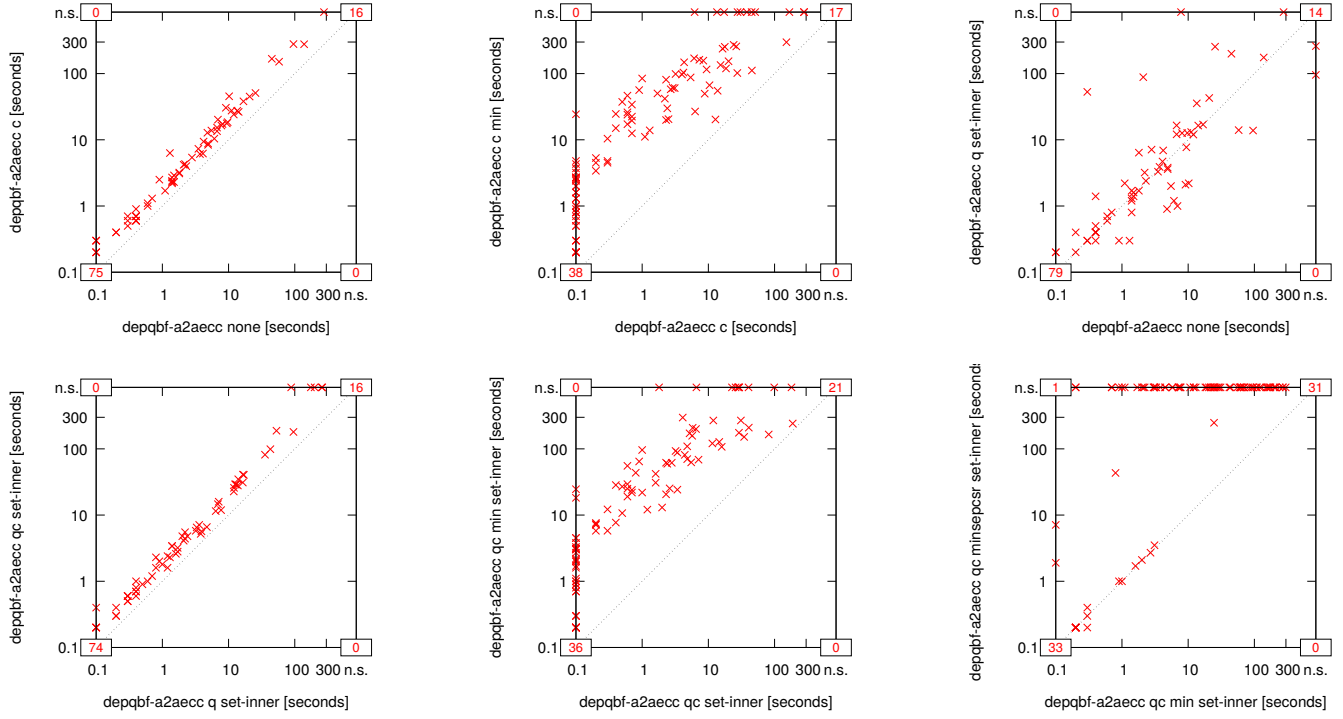 0 16
n.s.
300
100
10
1
0.1
75 0
0.1 1 10 100 300 n.s.
depqbf-a2aecc c [seconds]
depqbf-a2aecc none [seconds]
0 17
n.s.
300
100
10
1
0.1
38 0
0.1 1 10 100 300 n.s.
depqbf-a2aecc c min [seconds]
depqbf-a2aecc c [seconds]
0 14
n.s.
300
100
10
1
0.1
79 0
0.1 1 10 100 300 n.s.
depqbf-a2aecc q set-inner [seconds]
depqbf-a2aecc none [seconds]
0 16
n.s.
300
100
10
1
0.1
74 0
0.1 1 10 100 300 n.s.
depqbf-a2aecc qc set-inner [seconds]
depqbf-a2aecc q set-inner [seconds]
0 21
n.s.
300
100
10
1
0.1
36 0
0.1 1 10 100 300 n.s.
depqbf-a2aecc qc min set-inner [seconds]
depqbf-a2aecc qc set-inner [seconds]
1 31
n.s.
300
100
10
1
0.1
33 0
0.1 1 10 100 300 n.s.
depqbf-a2aecc qc minsepcsr set-inner [second
depqbf-a2aecc qc min set-inner [seconds]